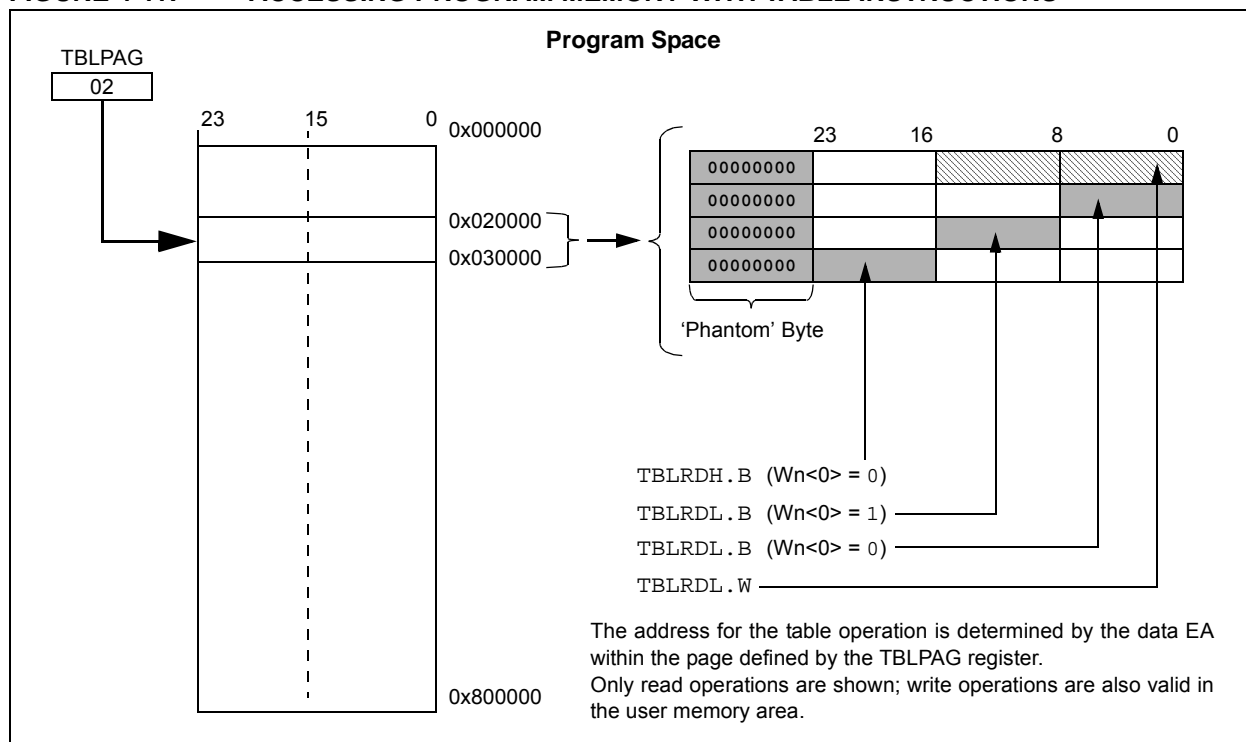 Program Space
TBLPAG
02
23 15 0
0x000000
0x020000
0x030000
0x800000
23 16 8 0
00000000
00000000
00000000
00000000
‘Phantom’ Byte
TBLRDH.B (Wn<0> = 0)
TBLRDL.B (Wn<0> = 1)
TBLRDL.B (Wn<0> = 0)
TBLRDL.W
The address for the table operation is determined by the data EA
within the page defined by the TBLPAG register.
Only read operations are shown; write operations are also valid in
the user memory area.